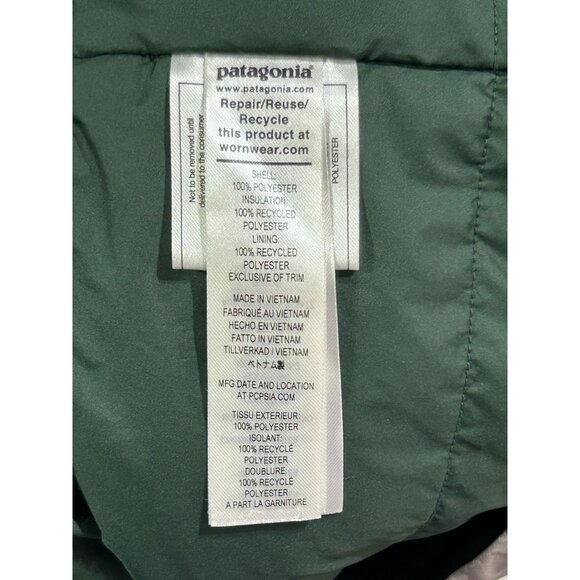 patagonia®
www.patagonia.com
Repair/Reuse/
Recycle
this product at
wornwear.com
SHELL:
100% POLYESTER
INSULATION:
100% RECYCLED
POLYESTER
LINING:
100% RECYCLED
POLYESTER
EXCLUSIVE OF TRIM
MADE IN VIETNAM
FABRIQUÉ AU VIETNAM
HECHO EN VIETNAM
FATTO IN VIETNAM
TILLVERKAD I VIETNAM
ベトナム製
MFG DATE AND LOCATION
AT PCPSIA.COM
TISSU EXTERIEUR:
100% POLYESTER
ISOLANT:
100% RECYCLÉ
POLYESTER
DOUBLURE:
100% RECYCLÉ
POLYESTER
A PART LA GARNITURE
Not to be removed until
delivered to the consumer
POLYESTER